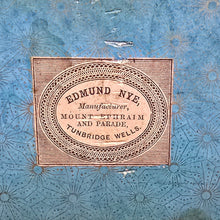 EDMUND NYE,
Manufacturer,
MOUNT EPHRAIM
AND PARADE,
TUNBRIDGE WELLS.